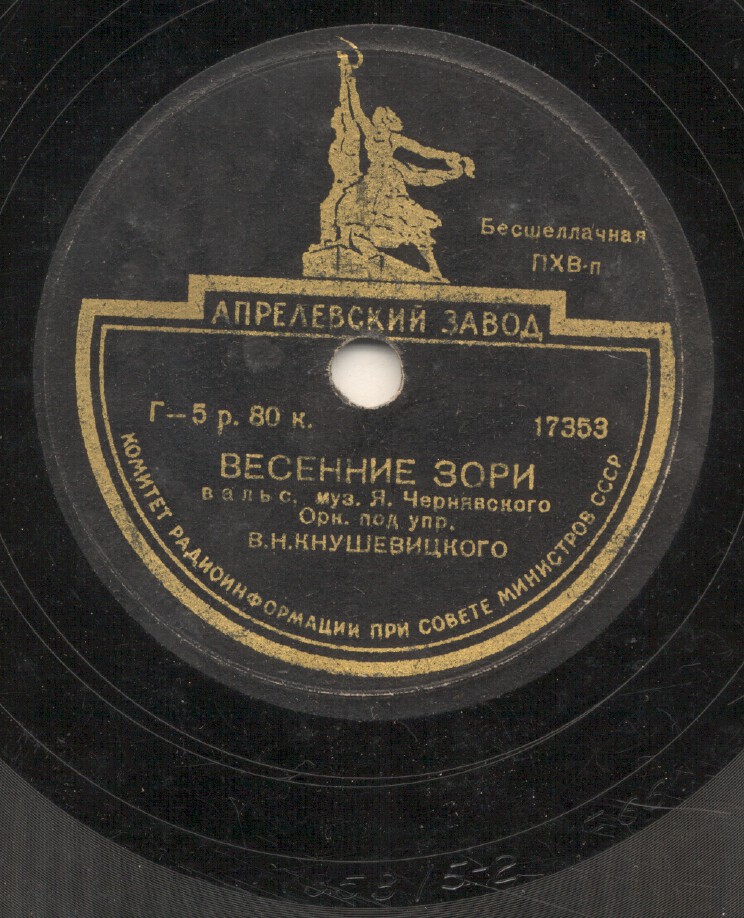 Бесшеллачная
ПХВ-п
АПРЕЛЕВСКИЙ ЗАВОД
Г-5 р. 80 к.
17353
ВЕСЕННИЕ ЗОРИ
вальс, муз. Я. Чернявского
Орк. под упр.
В.Н.КНУШЕВИЦКОГО
КОМИТЕТ РАДИОИНФОРМАЦИИ ПРИ СОВЕТЕ МИНИСТРОВ СССР